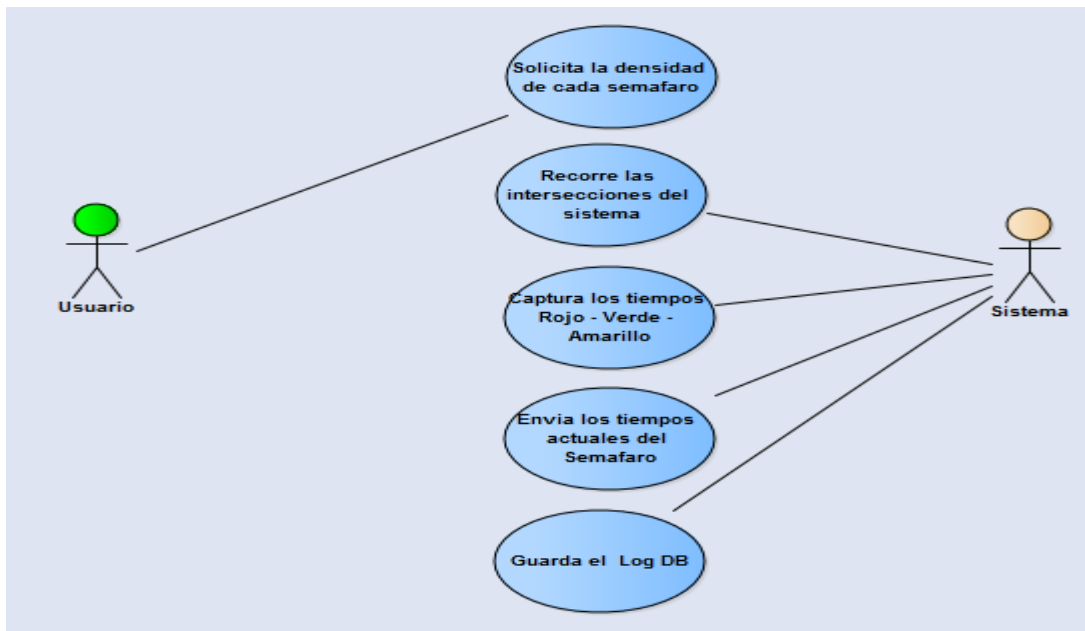 Solicita la densidad
de cada semafaro
Recorre las
intersecciones del
sistema
Usuario
Captura los tiempos
Rojo - Verde -
Amarillo
Sistema
Envia los tiempos
actuales del
Semafaro
Guarda el Log DB